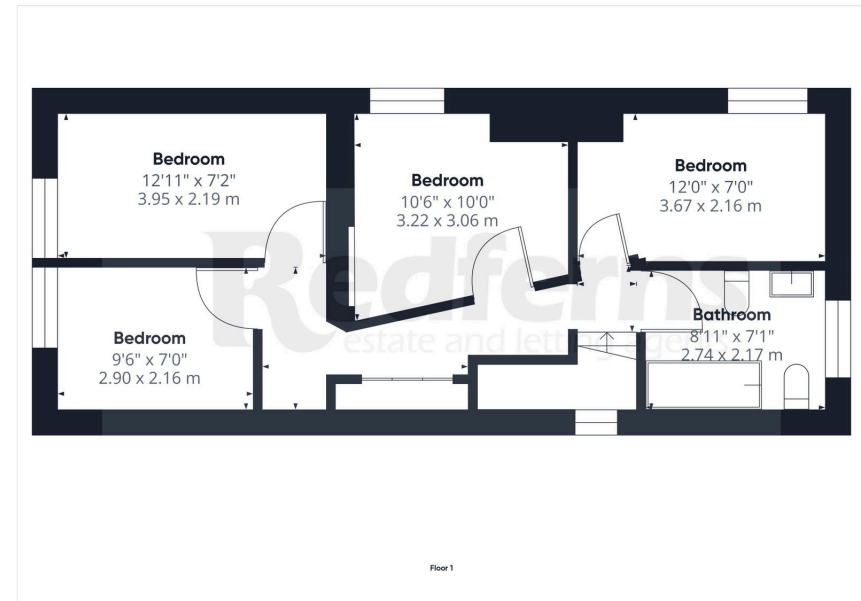 Bedroom
12'11" x 7'2"
3.95 x 2.19 m
Bedroom
10'6" x 10'0"
3.22 x 3.06 m
Bedroom
12'0" x 7'0"
3.67 x 2.16 m
Redferns
estate and letting agents
Bedroom
9'6" x 7'0"
2.90 x 2.16 m
Bathroom
8'11" x 7'1"
2.74 x 2.17 m
Floor 1